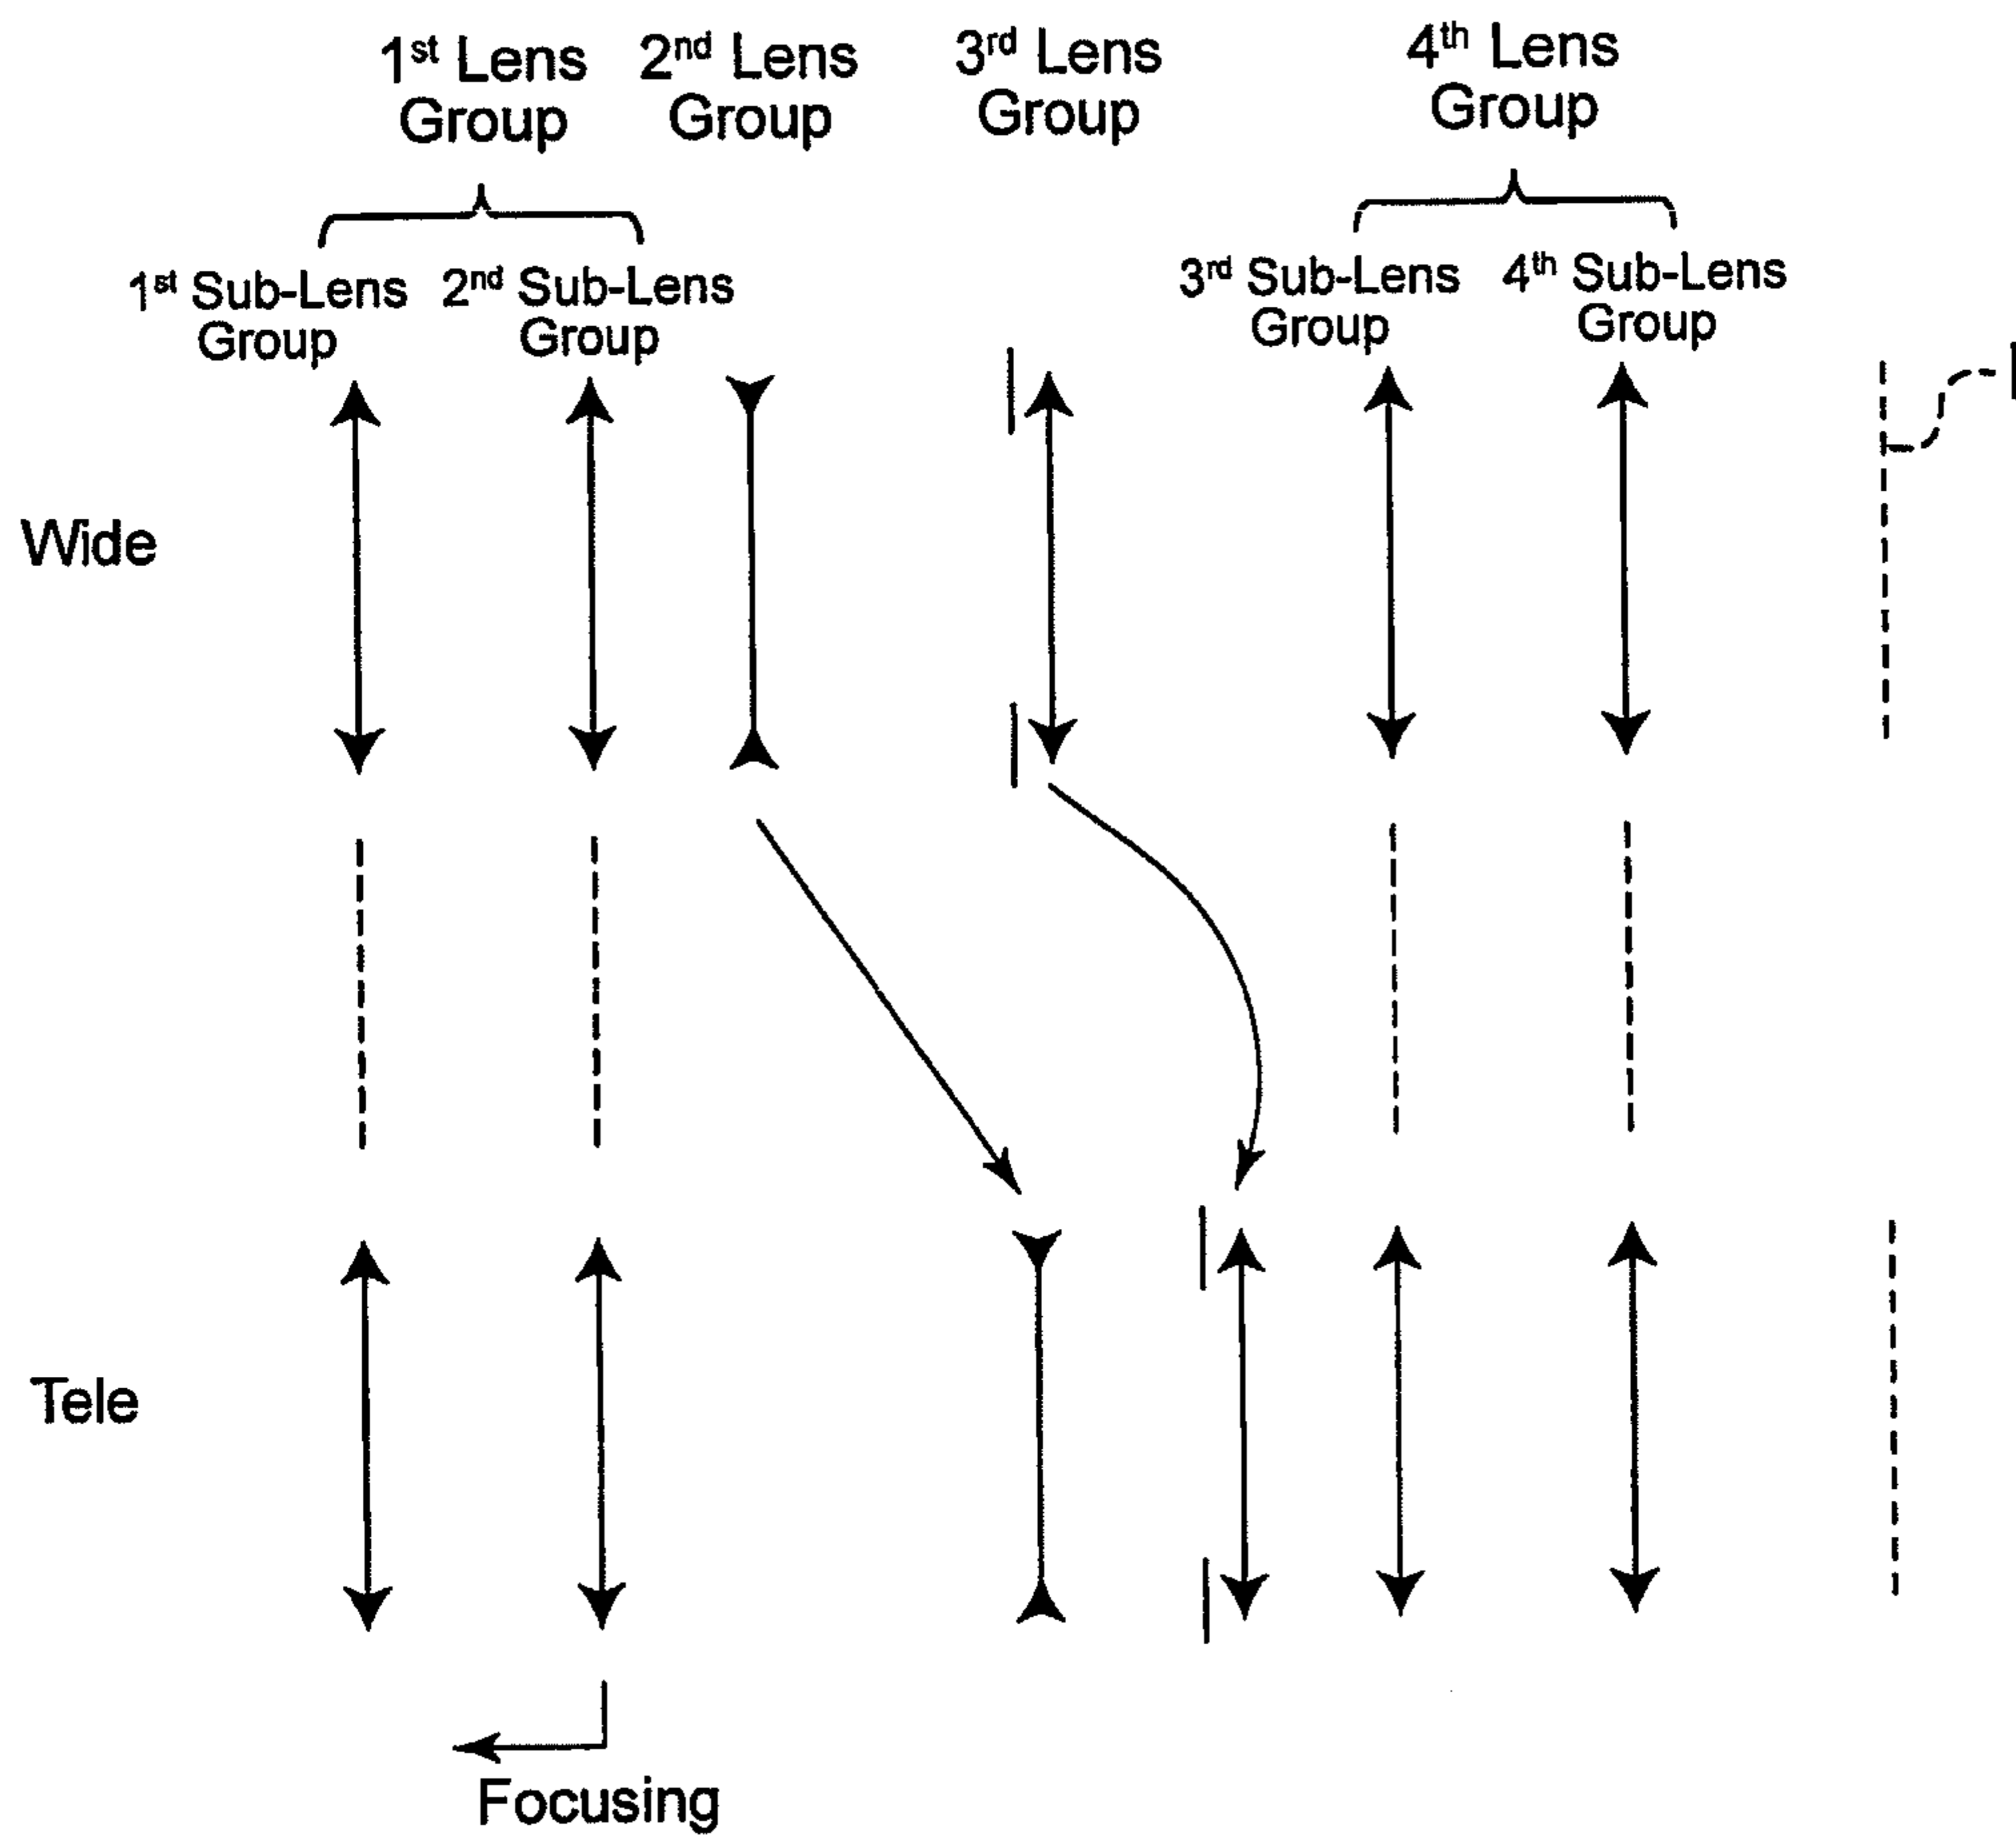 1st Lens
Group
2nd Lens
Group
3rd Lens
Group
4th Lens
Group
1st Sub-Lens
Group
2nd Sub-Lens
Group
3rd Sub-Lens
Group
4th Sub-Lens
Group
Wide
Tele
Focusing